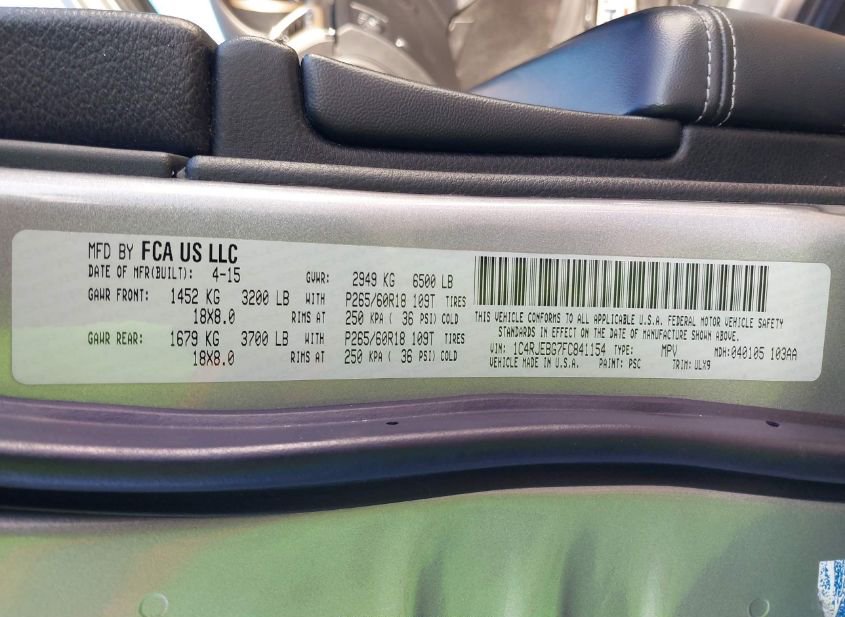 MFD BY FCA US LLC
DATE OF MFR(BUILT): 4-15 GVWR: 2949 KG 6500 LB
GAWR FRONT: 1452 KG 3200 LB WITH P265/60R18 109T TIRES
18X8.0 RIMS AT 250 KPA ( 36 PSI) COLD
GAWR REAR: 1679 KG 3700 LB WITH P265/60R18 109T TIRES
18X8.0 RIMS AT 250 KPA ( 36 PSI) COLD
THIS VEHICLE CONFORMS TO ALL APPLICABLE U.S.A. FEDERAL MOTOR VEHICLE SAFETY
STANDARDS IN EFFECT ON THE DATE OF MANUFACTURE SHOWN ABOVE.
VIN: 1C4RJEBG7FC841154 TYPE: MPV MDH:040105 103AA
VEHICLE MADE IN U.S.A. PAINT: PSC TRIM: ULX9